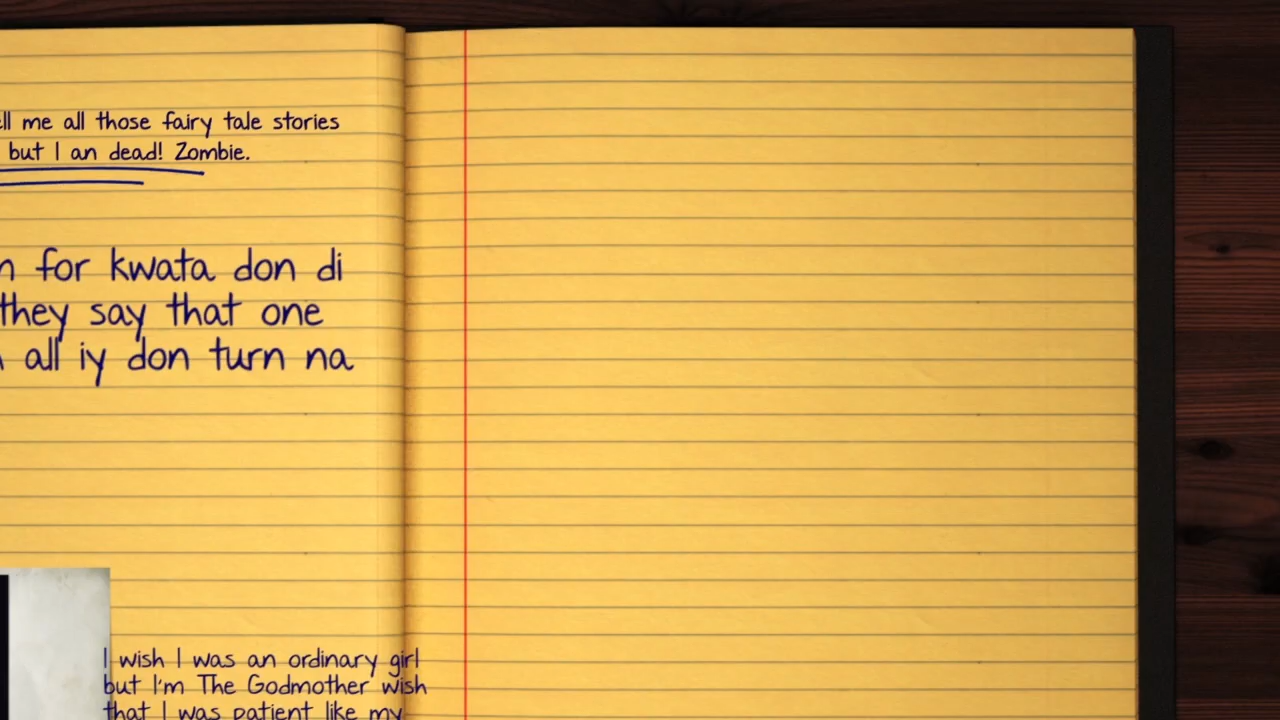 ll me all those fairy tale stories
but I an dead! Zombie.
n for kwata don di
they say that one
all iy don turn na
I wish I was an ordinary girl
but I'm The Godmother wish
that I was patient like my